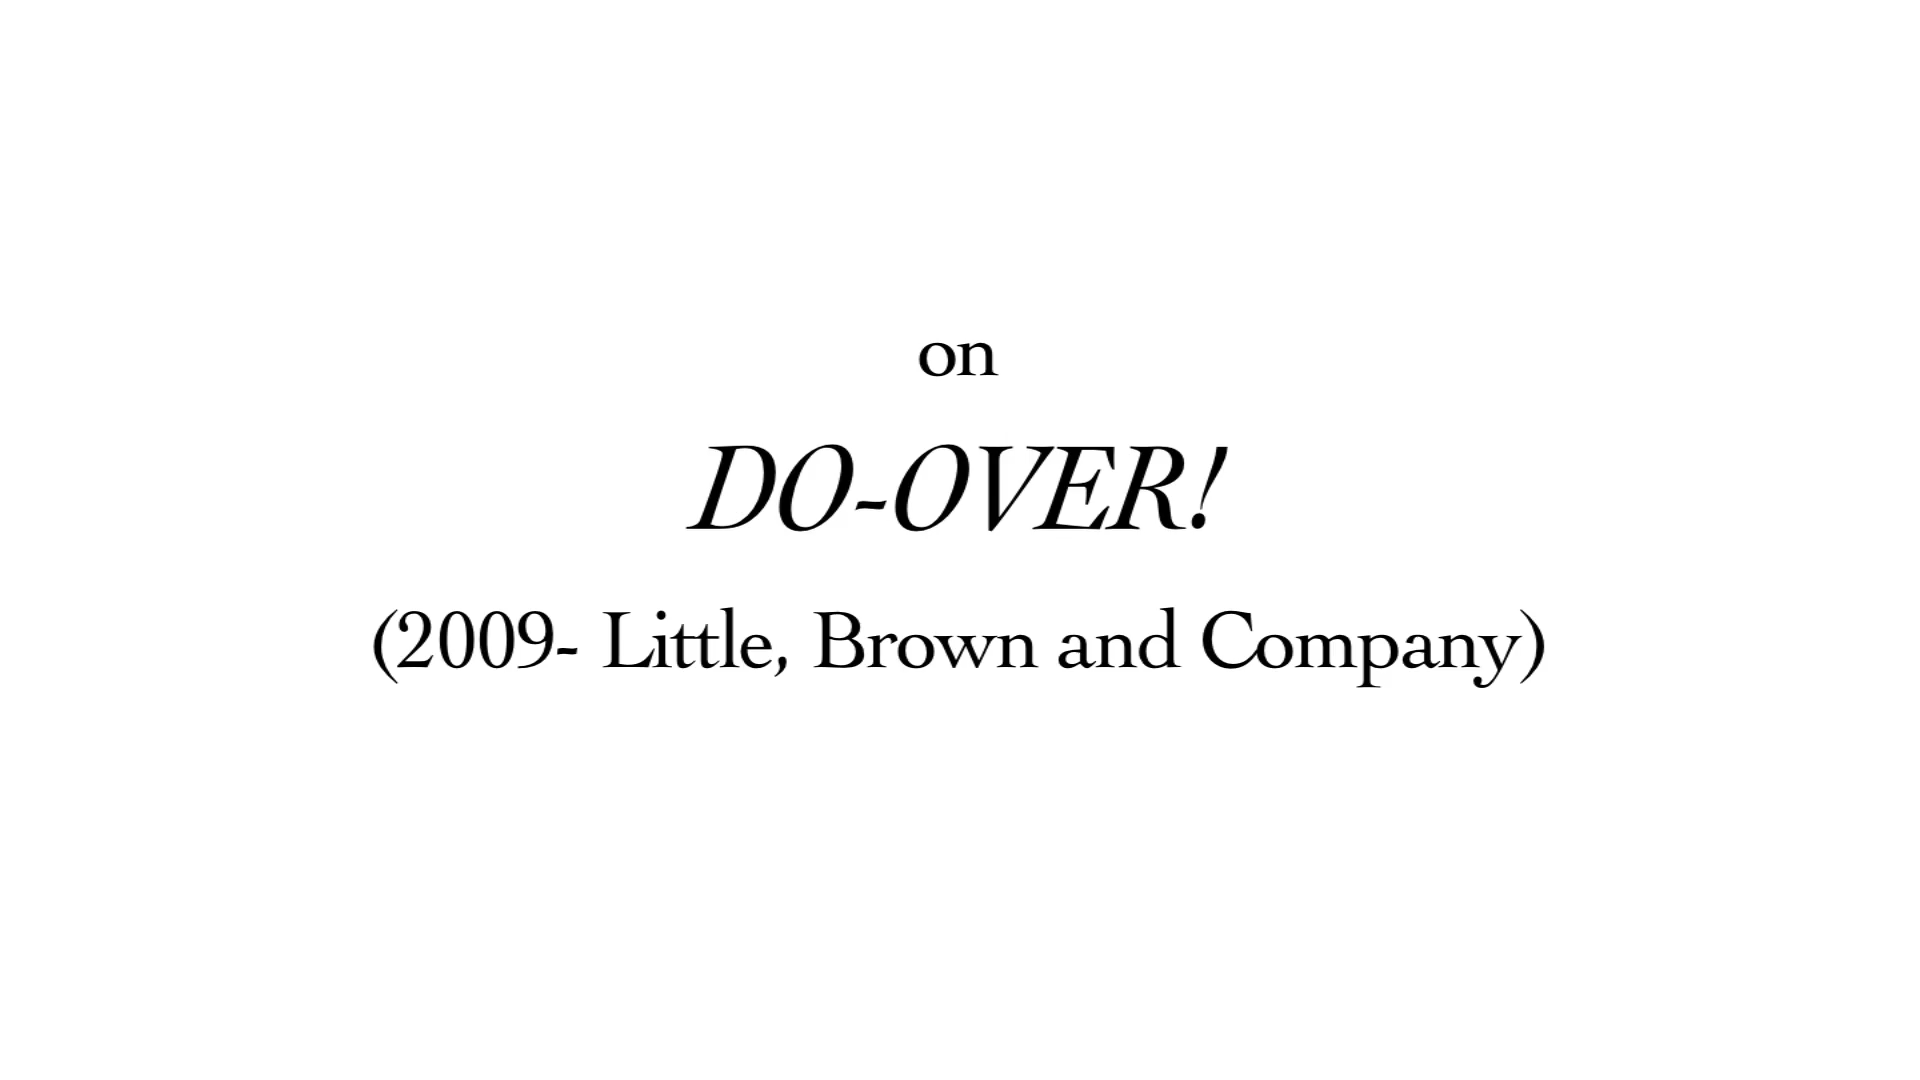 on
DO-OVER!
(2009- Little, Brown and Company)